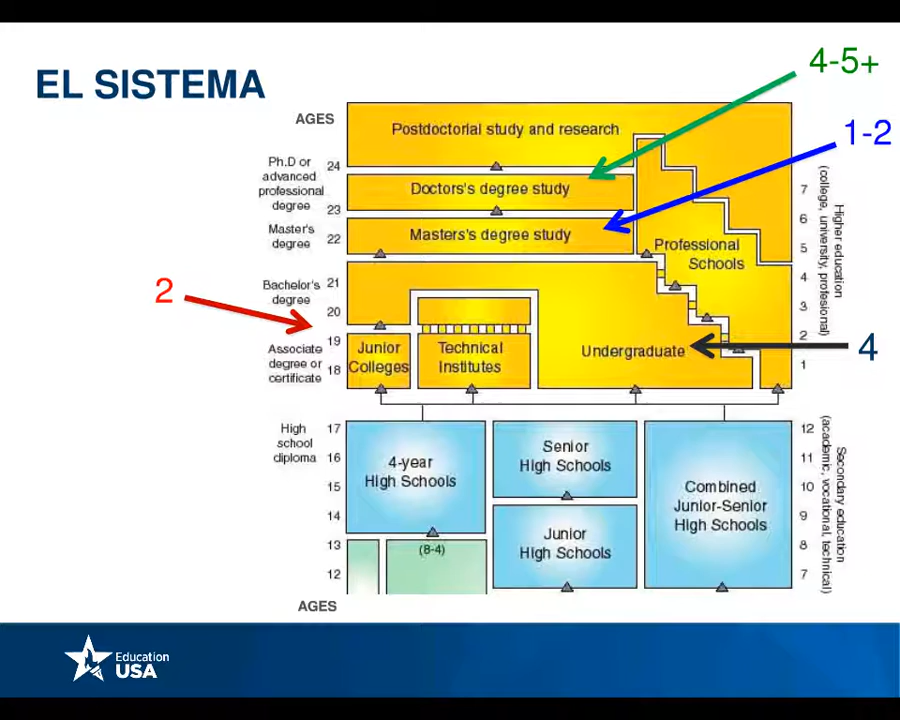 EL SISTEMA
4-5+
1-2
2
4
AGES
Ph.D or
advanced
professional
degree
Master's
degree
Bachelor's
degree
Associate
degree or
certificate
High
school
diploma
24
23
22
21
20
19
18
17
16
15
14
13
12
AGES
Postdoctorial study and research
Doctors's degree study
Masters's degree study
Professional
Schools
Junior
Colleges
Technical
Institutes
Undergraduate
4-year
High Schools
(8-4)
Senior
High Schools
Junior
High Schools
Combined
Junior-Senior
High Schools
7
6
5
4
3
2
1
12
11
10
9
8
7
Higher education
(college, university, profesional)
Secondary education
(academic, vocational, technical)
Education
USA